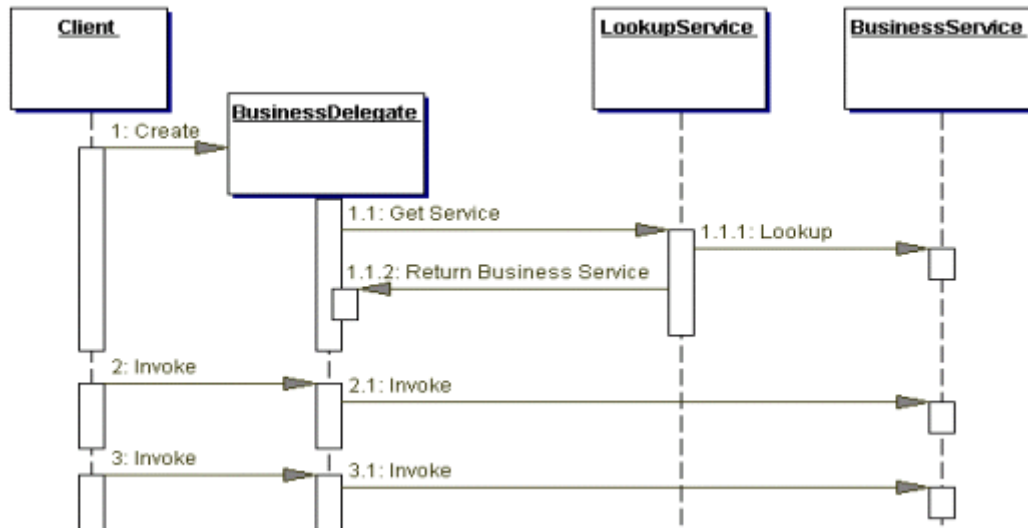 Client
LookupService
BusinessService
BusinessDelegate
1: Create
1.1: Get Service
1.1.1: Lookup
1.1.2: Return Business Service
2: Invoke
2.1: Invoke
3: Invoke
3.1: Invoke